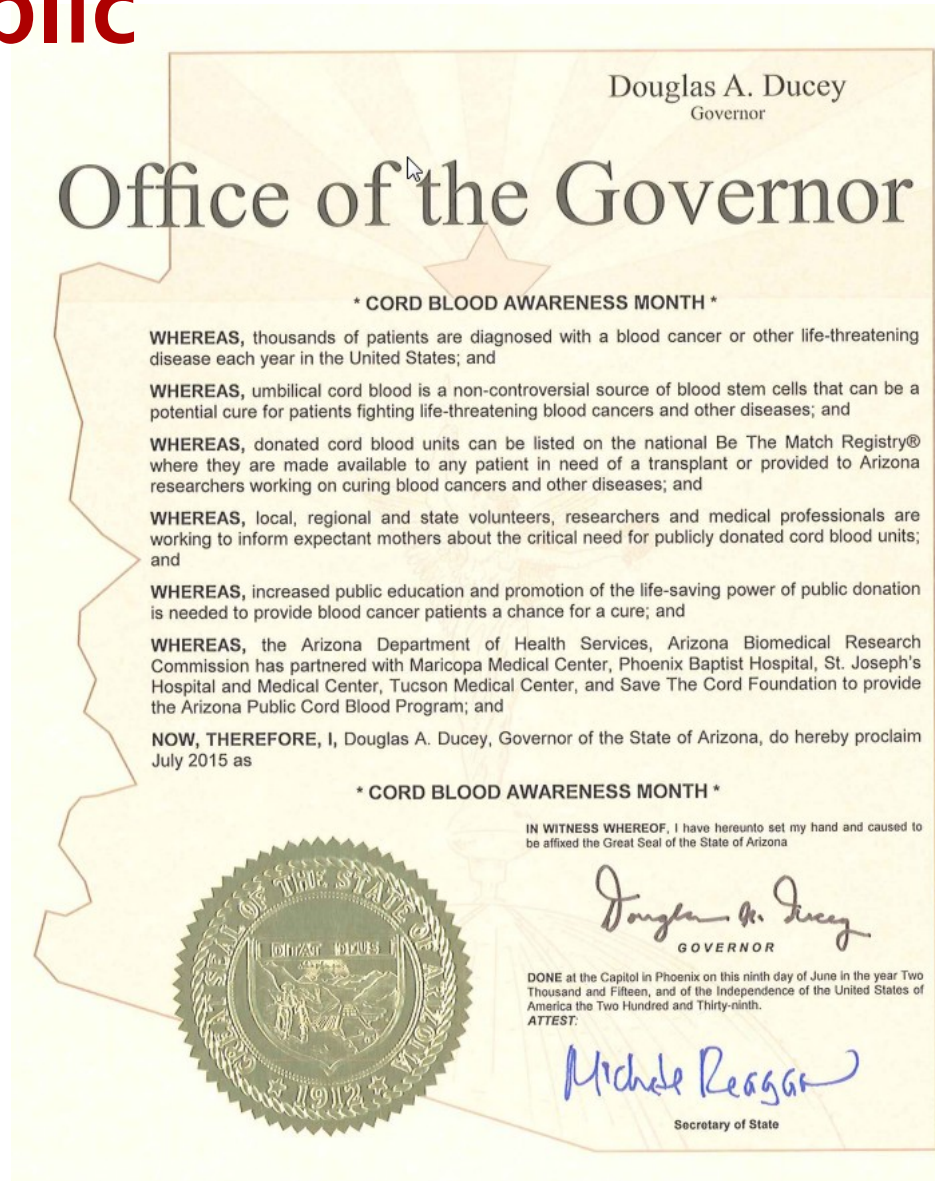 blic
Douglas A. Ducey
Governor
Office of the Governor
* CORD BLOOD AWARENESS MONTH *
WHEREAS, thousands of patients are diagnosed with a blood cancer or other life-threatening
disease each year in the United States; and
WHEREAS, umbilical cord blood is a non-controversial source of blood stem cells that can be a
potential cure for patients fighting life-threatening blood cancers and other diseases; and
WHEREAS, donated cord blood units can be listed on the national Be The Match Registry®
where they are made available to any patient in need of a transplant or provided to Arizona
researchers working on curing blood cancers and other diseases; and
WHEREAS, local, regional and state volunteers, researchers and medical professionals are
working to inform expectant mothers about the critical need for publicly donated cord blood units;
and
WHEREAS, increased public education and promotion of the life-saving power of public donation
is needed to provide blood cancer patients a chance for a cure; and
WHEREAS, the Arizona Department of Health Services, Arizona Biomedical Research
Commission has partnered with Maricopa Medical Center, Phoenix Baptist Hospital, St. Joseph's
Hospital and Medical Center, Tucson Medical Center, and Save The Cord Foundation to provide
the Arizona Public Cord Blood Program; and
NOW, THEREFORE, I, Douglas A. Ducey, Governor of the State of Arizona, do hereby proclaim
July 2015 as
* CORD BLOOD AWARENESS MONTH *
IN WITNESS WHEREOF, I have hereunto set my hand and caused to
be affixed the Great Seal of the State of Arizona
Douglas A. Ducey
GOVERNOR
DONE at the Capitol in Phoenix on this ninth day of June in the year Two
Thousand and Fifteen, and of the Independence of the United States of
America the Two Hundred and Thirty-ninth.
ATTEST:
Michele Reagan
Secretary of State
GREAT SEAL OF THE STATE OF ARIZONA
DITAT DEUS
1912